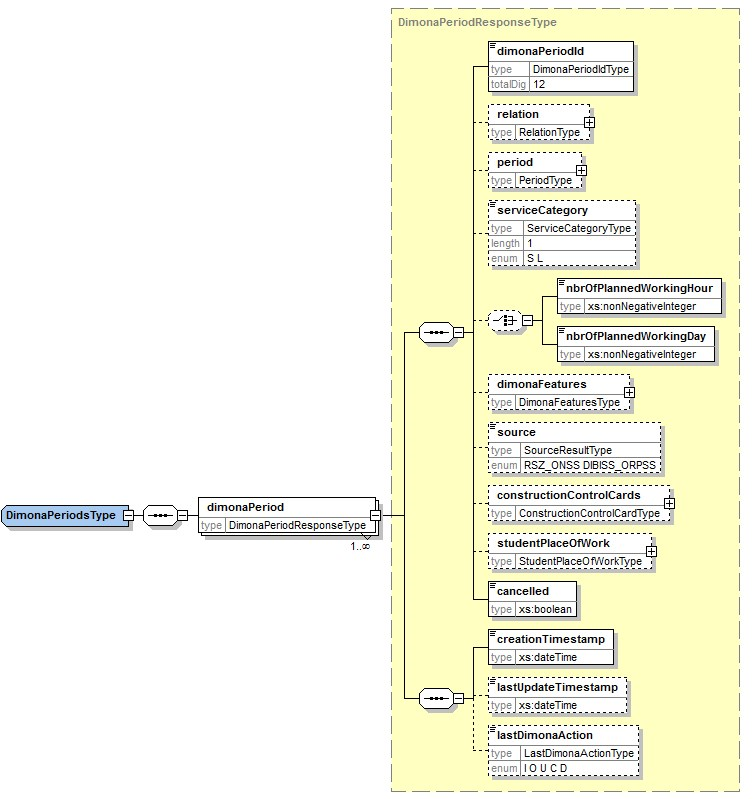 DimonaPeriodResponseType
dimonaPeriodId
type DimonaPeriodIdType
totalDig 12
relation
type RelationType
period
type PeriodType
serviceCategory
type ServiceCategoryType
length 1
enum S L
nbrOfPlannedWorkingHour
type xs:nonNegativeInteger
nbrOfPlannedWorkingDay
type xs:nonNegativeInteger
dimonaFeatures
type DimonaFeaturesType
source
type SourceResultType
enum RSZ_ONSS DIBISS_ORPSS
constructionControlCards
type ConstructionControlCardType
studentPlaceOfWork
type StudentPlaceOfWorkType
cancelled
type xs:boolean
DimonaPeriodsType
dimonaPeriod
type DimonaPeriodResponseType
1..∞
creationTimestamp
type xs:dateTime
lastUpdateTimestamp
type xs:dateTime
lastDimonaAction
type LastDimonaActionType
enum I O U C D